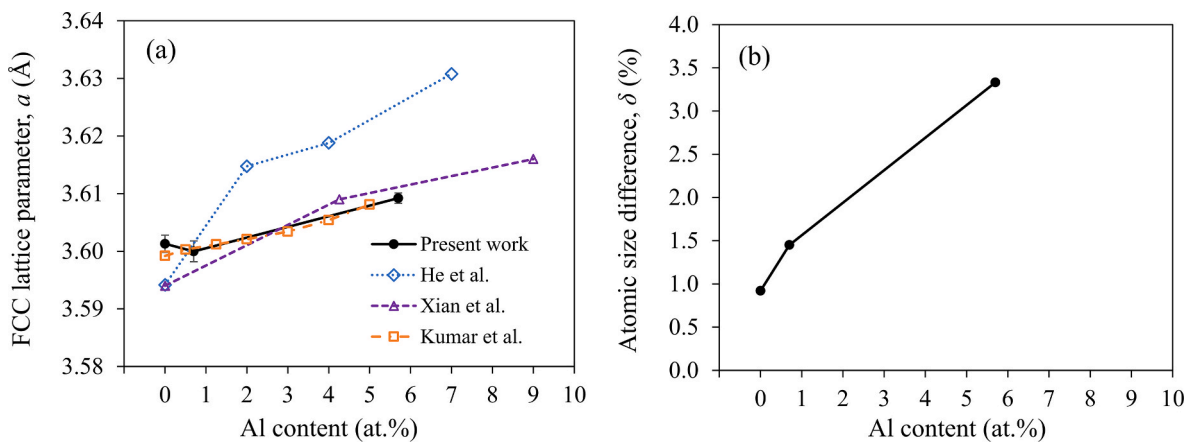 (a)
FCC lattice parameter, a (Å)
3.64
3.63
3.62
3.61
3.60
3.59
3.58
Present work
He et al.
Xian et al.
Kumar et al.
0 1 2 3 4 5 6 7 8 9 10
Al content (at.%)
(b)
Atomic size difference, δ (%)
4.0
3.5
3.0
2.5
2.0
1.5
1.0
0.5
0.0
0 1 2 3 4 5 6 7 8 9 10
Al content (at.%)